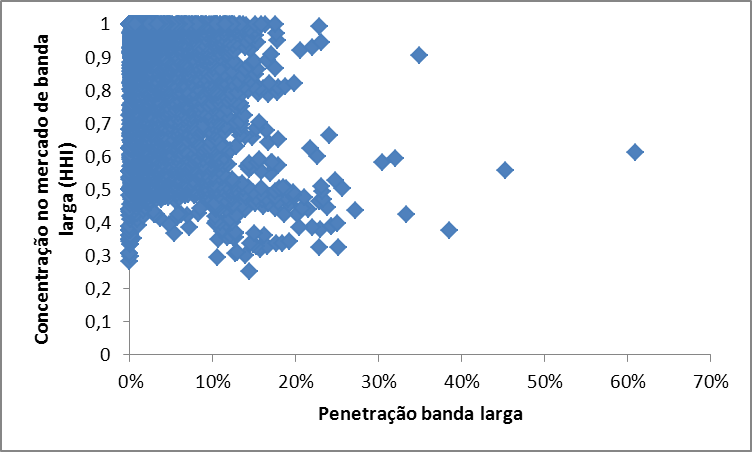 Concentração no mercado de banda
larga (HHI)
1
0,9
0,8
0,7
0,6
0,5
0,4
0,3
0,2
0,1
0
0% 10% 20% 30% 40% 50% 60% 70%
Penetração banda larga